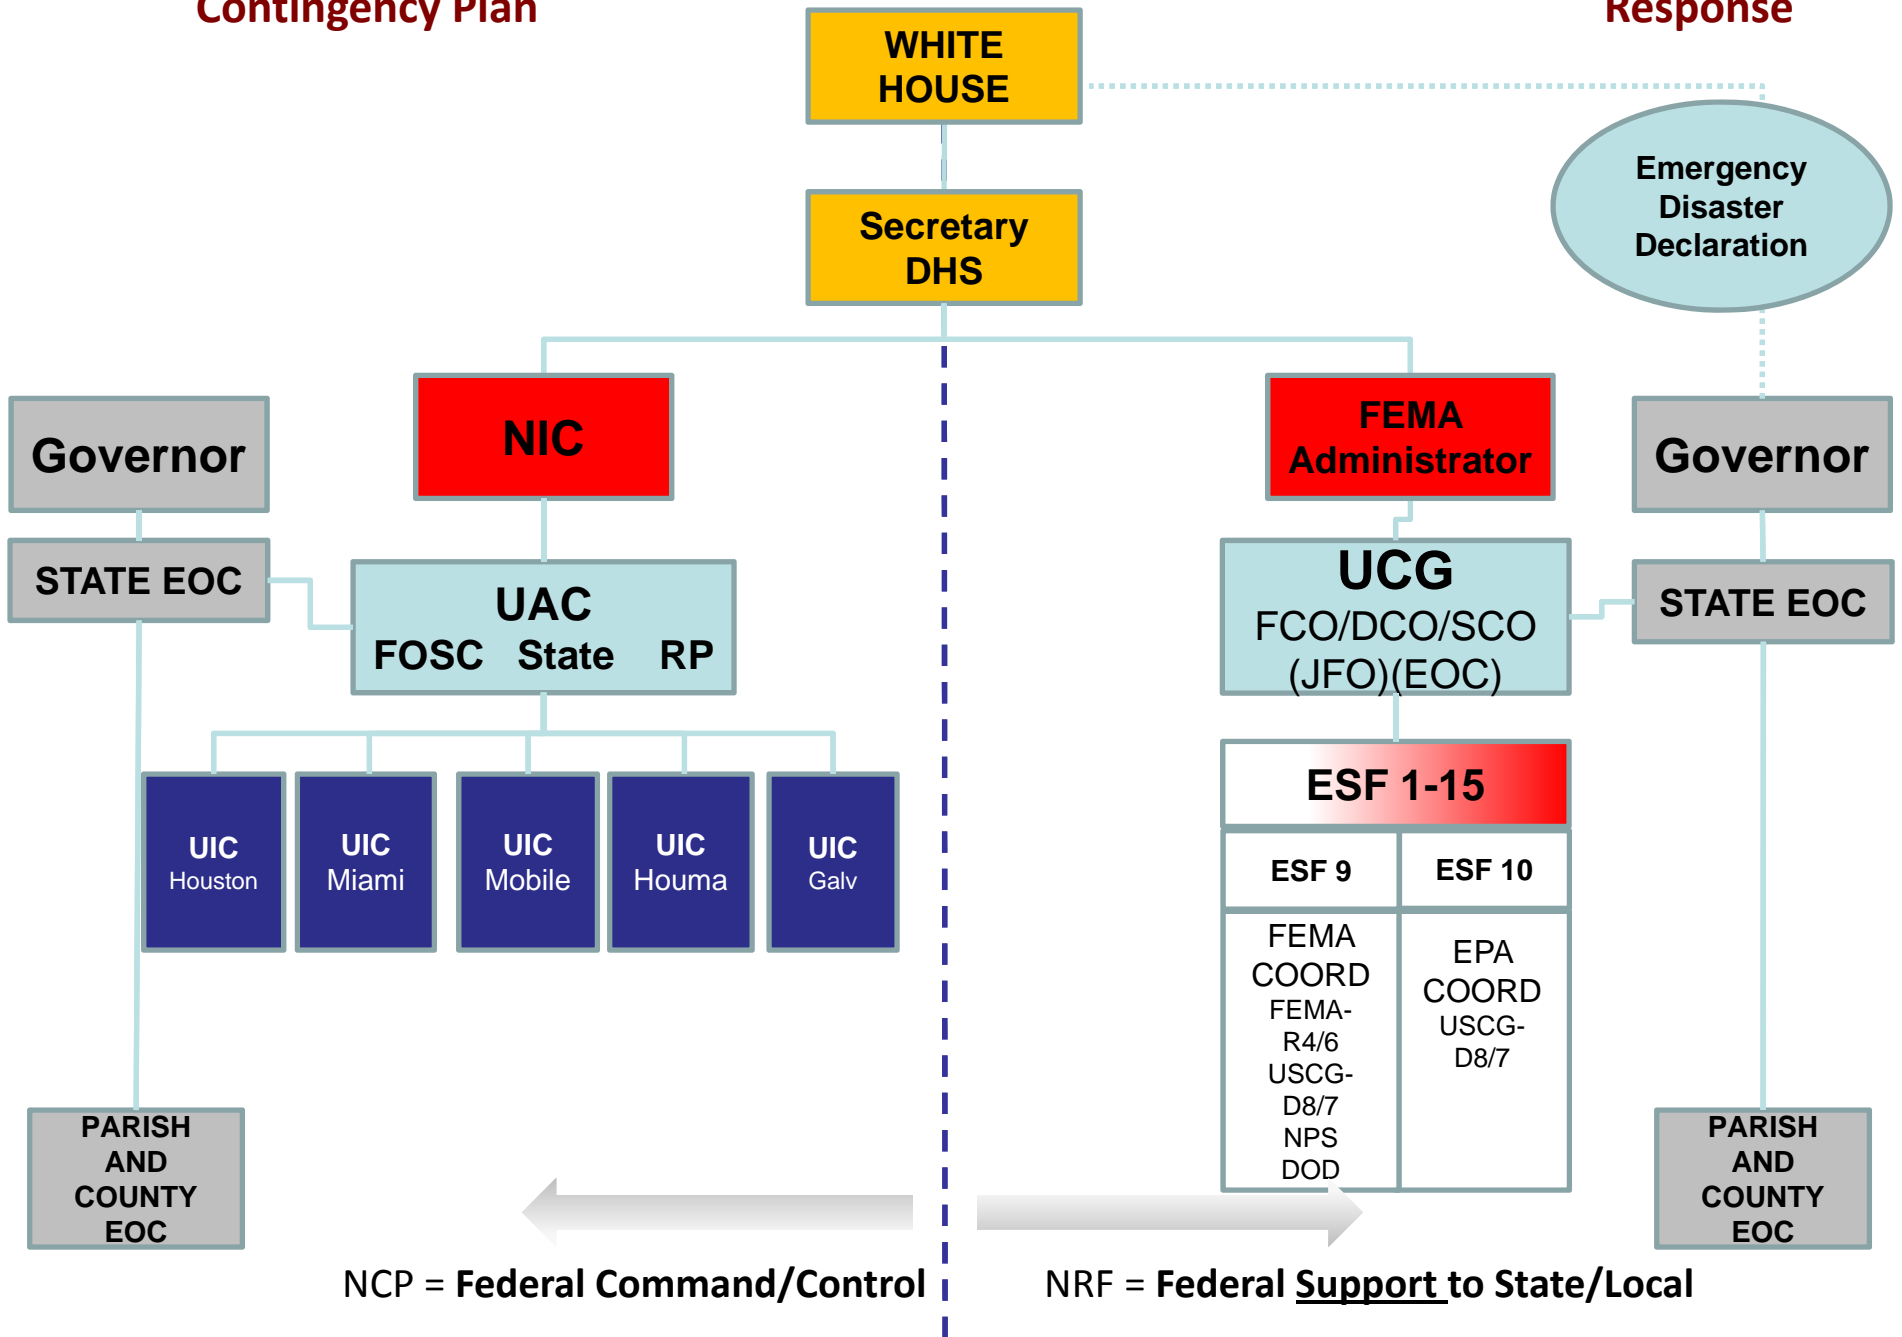 Contingency Plan
Response
WHITE
HOUSE
Emergency
Disaster
Declaration
Secretary
DHS
Governor
NIC
FEMA
Administrator
Governor
STATE EOC
UAC
FOSC State RP
UCG
FCO/DCO/SCO
(JFO)(EOC)
STATE EOC
UIC
Houston
UIC
Miami
UIC
Mobile
UIC
Houma
UIC
Galv
ESF 1-15
ESF 9
ESF 10
FEMA
COORD
FEMA-
R4/6
USCG-
D8/7
NPS
DOD
EPA
COORD
USCG-
D8/7
PARISH
AND
COUNTY
EOC
PARISH
AND
COUNTY
EOC
NCP = Federal Command/Control
NRF = Federal Support to State/Local